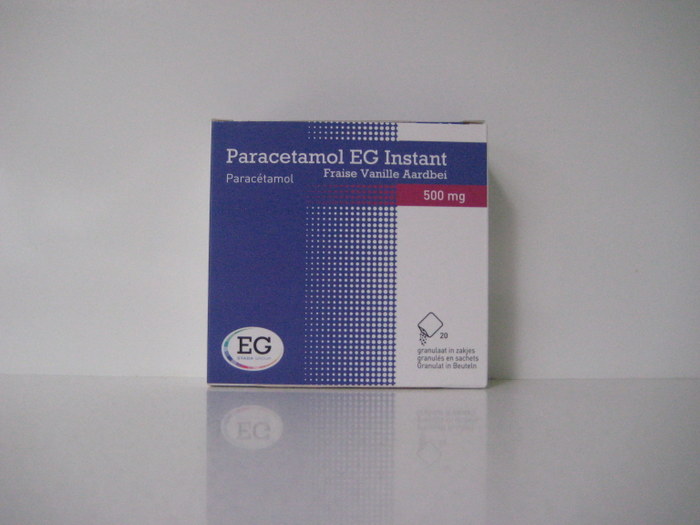 Paracetamol EG Instant
Fraise Vanille Aardbei
Paracétamol
500 mg
EG
20
granulaat in zakjes
granulés en sachets
Granulat in Beuteln